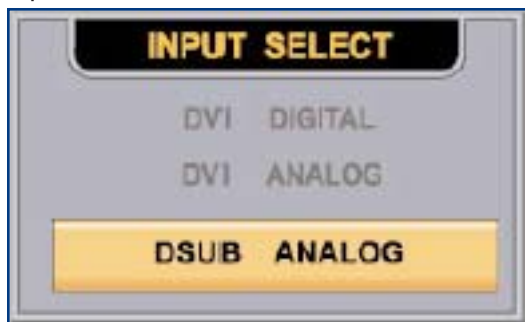 INPUT SELECT
DVI DIGITAL
DVI ANALOG
DSUB ANALOG